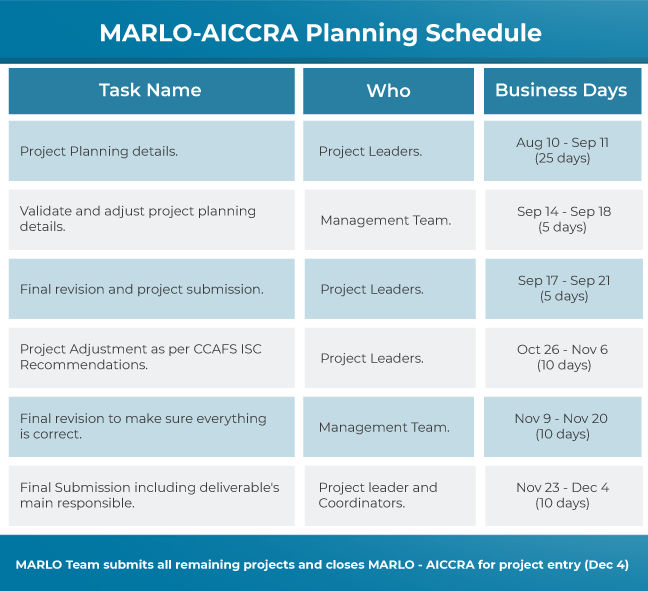 MARLO-AICCRA Planning Schedule
Task Name
Who
Business Days
Project Planning details.
Project Leaders.
Aug 10 - Sep 11
(25 days)
Validate and adjust project planning
details.
Management Team.
Sep 14 - Sep 18
(5 days)
Final revision and project submission.
Project Leaders.
Sep 17 - Sep 21
(5 days)
Project Adjustment as per CCAFS ISC
Recommendations.
Project Leaders.
Oct 26 - Nov 6
(10 days)
Final revision to make sure everything
is correct.
Management Team.
Nov 9 - Nov 20
(10 days)
Final Submission including deliverable's
main responsible.
Project leader and
Coordinators.
Nov 23 - Dec 4
(10 days)
MARLO Team submits all remaining projects and closes MARLO - AICCRA for project entry (Dec 4)